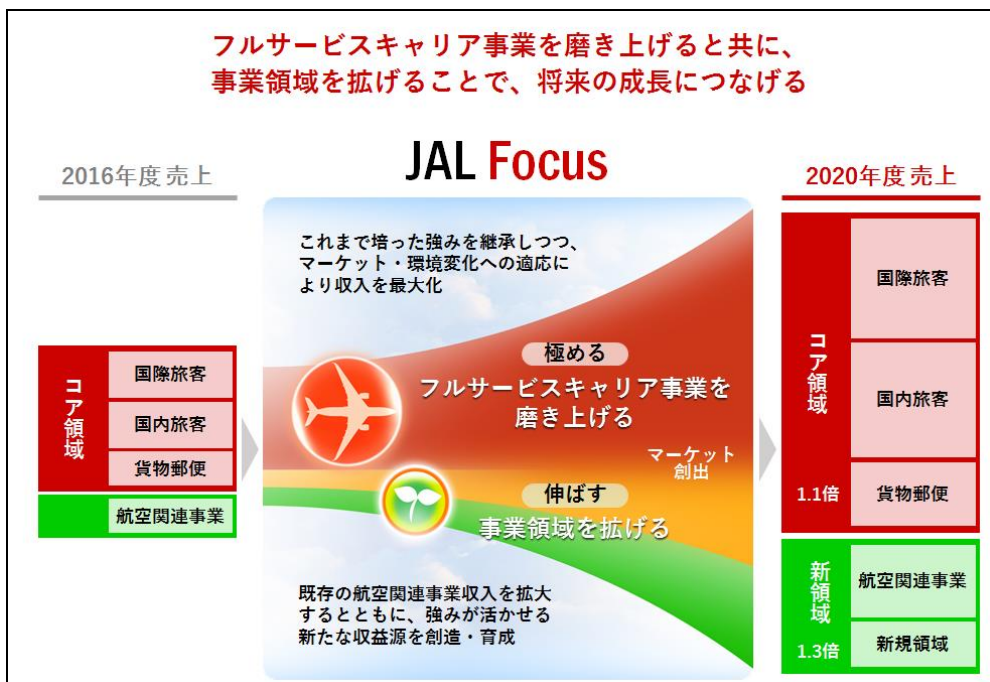 フルサービスキャリア事業を磨き上げると共に、
事業領域を拡げることで、将来の成長につなげる
JAL Focus
2016年度 売上
コア領域
国際旅客
国内旅客
貨物郵便
航空関連事業
これまで培った強みを継承しつつ、
マーケット・環境変化への適応に
より収入を最大化
極める
フルサービスキャリア事業を
磨き上げる
マーケット
創出
伸ばす
事業領域を拡げる
既存の航空関連事業収入を拡大
するとともに、強みが活かせる
新たな収益源を創造・育成
2020年度 売上
コア領域
1.1倍
国際旅客
国内旅客
貨物郵便
新領域
1.3倍
航空関連事業
新規領域